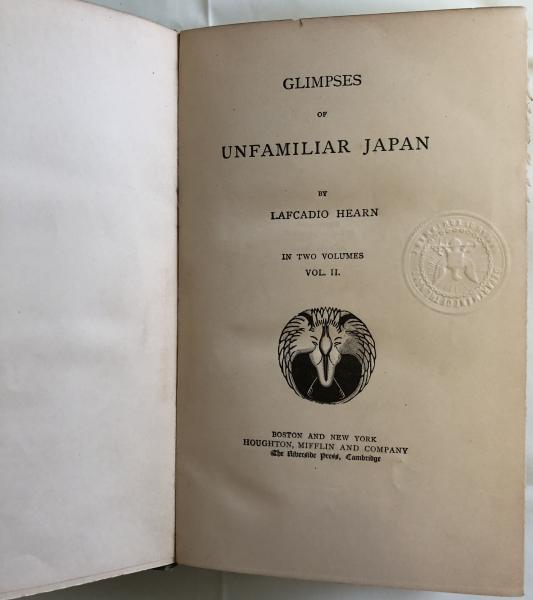 GLIMPSES
OF
UNFAMILIAR JAPAN
BY
LAFCADIO HEARN
IN TWO VOLUMES
VOL. II.
BOSTON AND NEW YORK
HOUGHTON, MIFFLIN AND COMPANY
The Riverside Press, Cambridge